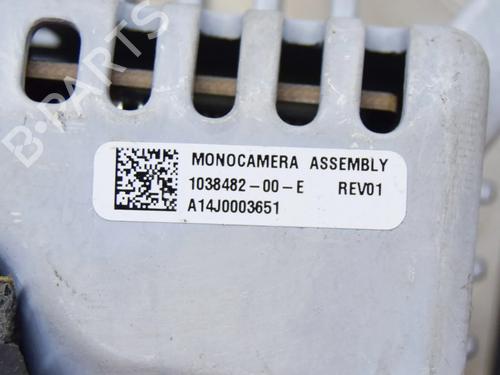 B-PARTS
MONOCAMERA ASSEMBLY
1038482-00-E REV01
A14J0003651